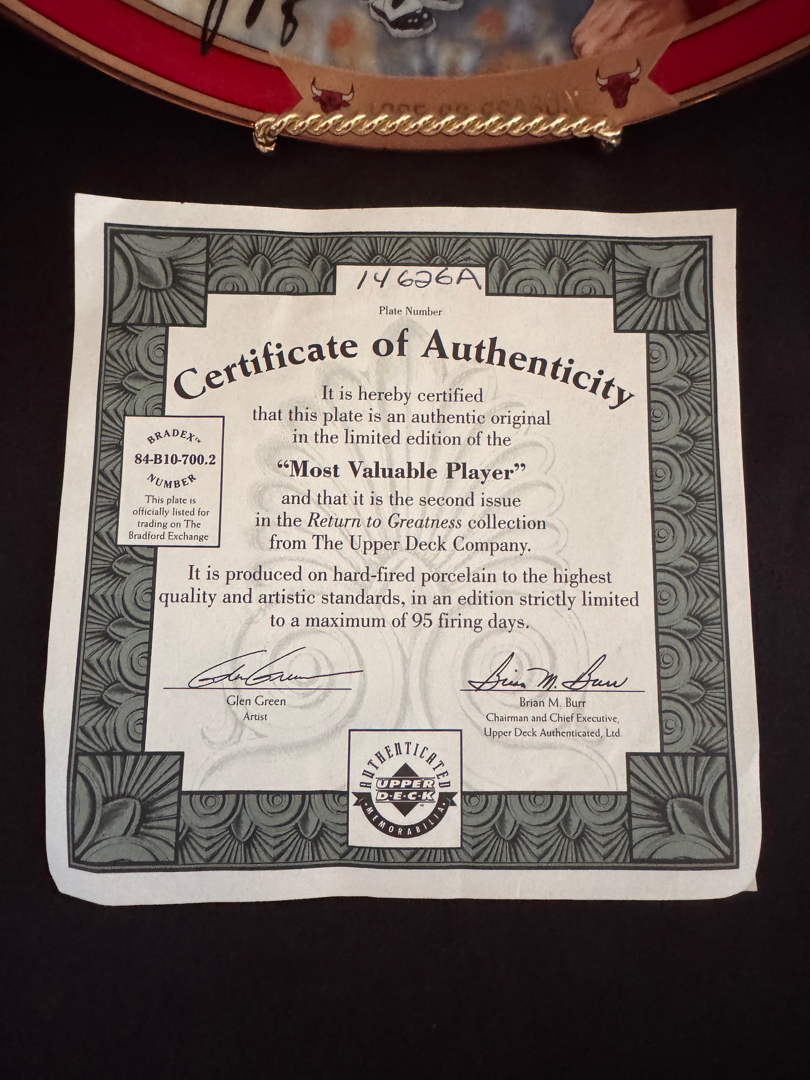 14626A
Plate Number
Certificate of Authenticity
It is hereby certified
that this plate is an authentic original
in the limited edition of the
“Most Valuable Player”
and that it is the second issue
in the Return to Greatness collection
from The Upper Deck Company.
It is produced on hard-fired porcelain to the highest
quality and artistic standards, in an edition strictly limited
to a maximum of 95 firing days.
BRADEX™
84-B10-700.2
NUMBER
This plate is
officially listed for
trading on The
Bradford Exchange
Glen Green
Glen Green
Artist
Brian M. Burr
Brian M. Burr
Chairman and Chief Executive,
Upper Deck Authenticated, Ltd.
AUTHENTICATED
UPPER
D·E·C·K
MEMORABILIA